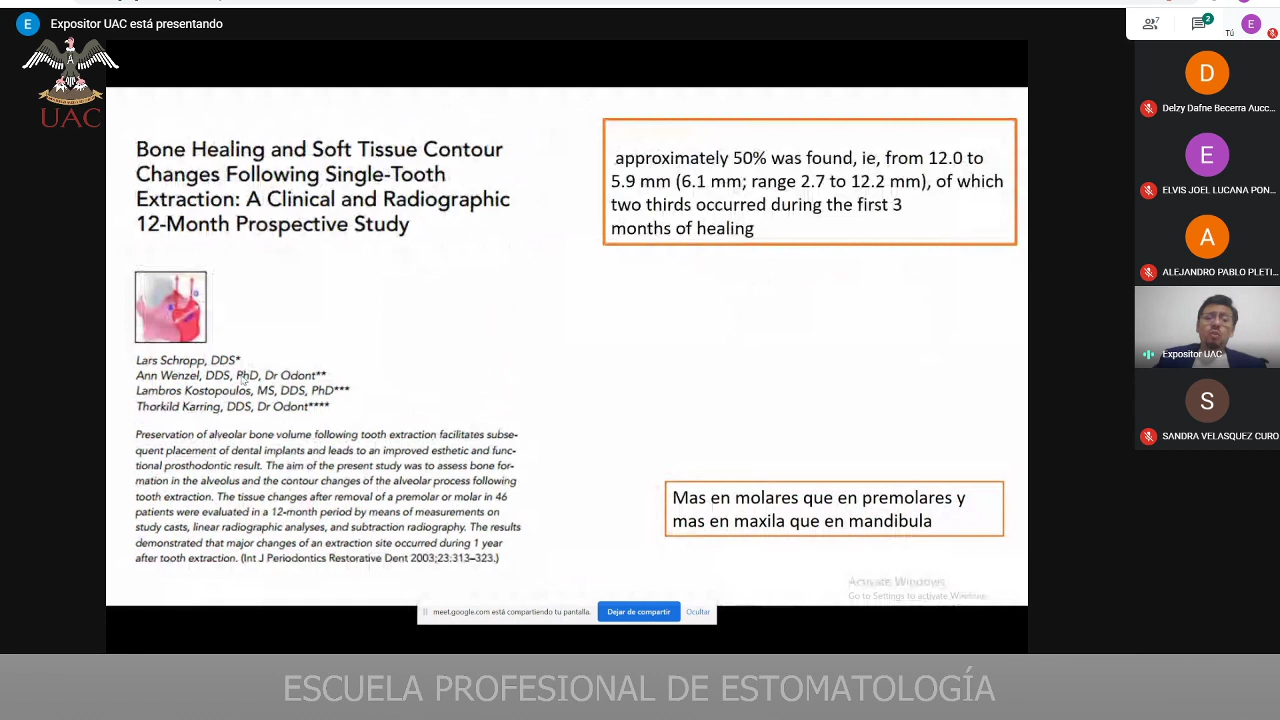 E Expositor UAC está presentando
7
2
Tú
E
UAC
Bone Healing and Soft Tissue Contour
Changes Following Single-Tooth
Extraction: A Clinical and Radiographic
12-Month Prospective Study
Lars Schropp, DDS*
Ann Wenzel, DDS, PhD, Dr Odont**
Lambros Kostopoulos, MS, DDS, PhD***
Thorkild Karring, DDS, Dr Odont****
Preservation of alveolar bone volume following tooth extraction facilitates subse-
quent placement of dental implants and leads to an improved esthetic and func-
tional prosthodontic result. The aim of the present study was to assess bone for-
mation in the alveolus and the contour changes of the alveolar process following
tooth extraction. The tissue changes after removal of a premolar or molar in 46
patients were evaluated in a 12-month period by means of measurements on
study casts, linear radiographic analyses, and subtraction radiography. The results
demonstrated that major changes of an extraction site occurred during 1 year
after tooth extraction. (Int J Periodontics Restorative Dent 2003;23:313–323.)
approximately 50% was found, ie, from 12.0 to
5.9 mm (6.1 mm; range 2.7 to 12.2 mm), of which
two thirds occurred during the first 3
months of healing
Mas en molares que en premolares y
mas en maxila que en mandibula
Activate Windows
Go to Settings to activate Windows.
meet.google.com está compartiendo tu pantalla. Dejar de compartir Ocultar
D
Delzy Dafne Becerra Aucc...
E
ELVIS JOEL LUCANA PON...
A
ALEJANDRO PABLO PLETI...
Expositor UAC
S
SANDRA VELASQUEZ CURO
ESCUELA PROFESIONAL DE ESTOMATOLOGÍA